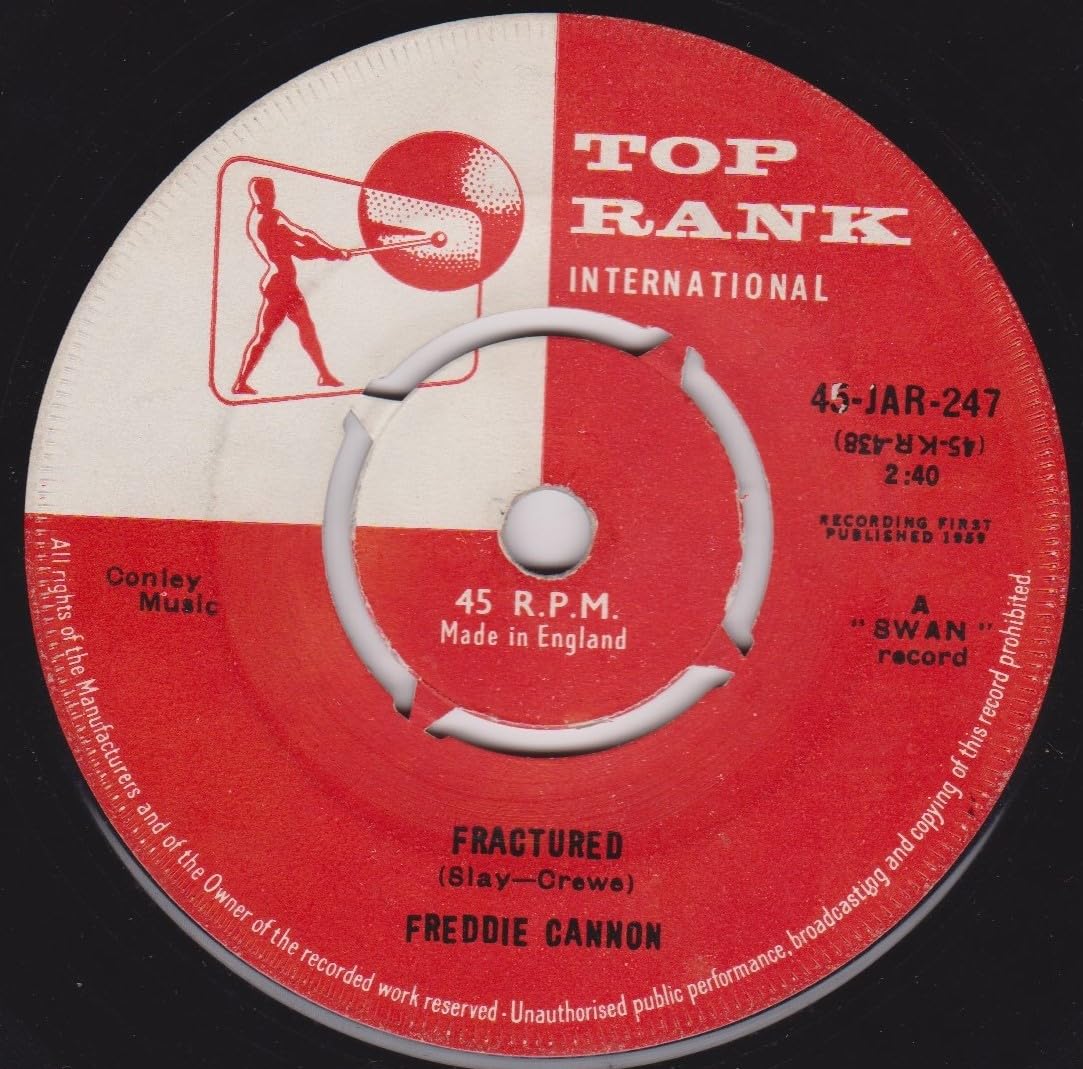 TOP
RANK
INTERNATIONAL
45-JAR-247
(45-KR-438)
2:40
RECORDING FIRST
PUBLISHED 1959
A
"SWAN"
record
Conley
Music
45 R.P.M.
Made in England
FRACTURED
(Slay—Crewe)
FREDDIE CANNON
All rights of the Manufacturers and of the Owner of the recorded work reserved · Unauthorised public performance, broadcasting and copying of this record prohibited.